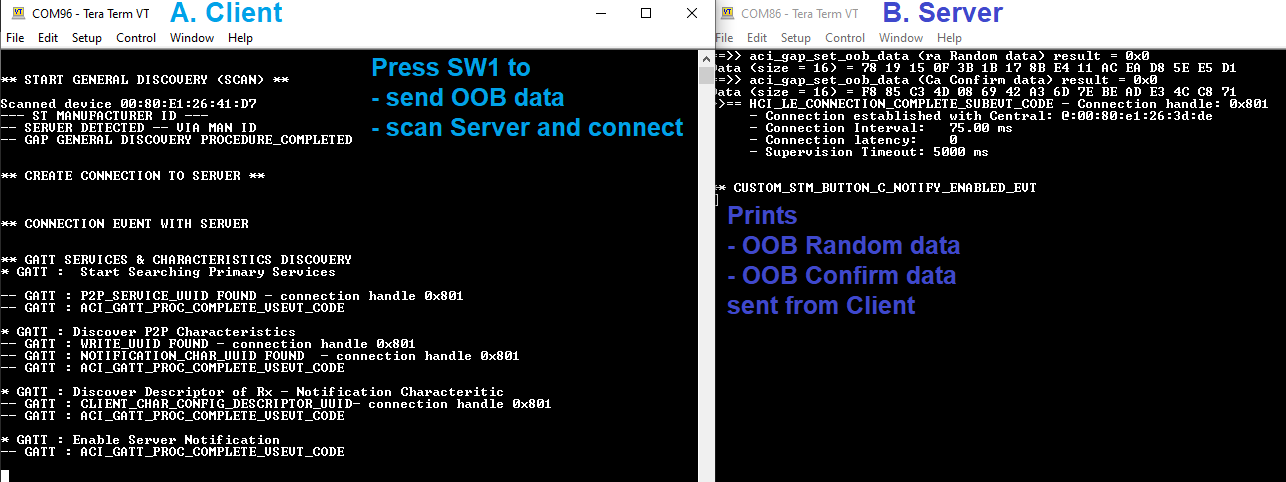 COM96 - Tera Term VT
A. Client
File Edit Setup Control Window Help
Press SW1 to
- send OOB data
- scan Server and connect
** START GENERAL DISCOVERY (SCAN) **
Scanned device 00:80:E1:26:41:D7
--- ST MANUFACTURER ID ---
-- SERVER DETECTED -- VIA MAN ID
-- GAP GENERAL DISCOVERY PROCEDURE_COMPLETED
** CREATE CONNECTION TO SERVER **
** CONNECTION EVENT WITH SERVER
** GATT SERVICES & CHARACTERISTICS DISCOVERY
* GATT :  Start Searching Primary Services
-- GATT : P2P_SERVICE_UUID FOUND - connection handle 0x801
-- GATT : ACI_GATT_PROC_COMPLETE_VSEVT_CODE
* GATT : Discover P2P Characteristics
-- GATT : WRITE_UUID FOUND - connection handle 0x801
-- GATT : NOTIFICATION_CHAR_UUID FOUND  - connection handle 0x801
-- GATT : ACI_GATT_PROC_COMPLETE_VSEVT_CODE
* GATT : Discover Descriptor of Rx - Notification Characteritic
-- GATT : CLIENT_CHAR_CONFIG_DESCRIPTOR_UUID- connection handle 0x801
-- GATT : ACI_GATT_PROC_COMPLETE_VSEVT_CODE
* GATT : Enable Server Notification
-- GATT : ACI_GATT_PROC_COMPLETE_VSEVT_CODE
COM86 - Tera Term VT
B. Server
File Edit Setup Control Window Help
==>> aci_gap_set_oob_data (ra Random data) result = 0x0
Data (size = 16) = 78 19 15 0F 3B 1B 17 8B E4 11 AC EA D8 5E E5 D1
==>> aci_gap_set_oob_data (Ca Confirm data) result = 0x0
Data (size = 16) = F8 85 C3 4D 08 69 42 A3 6D 7E BE AD E3 4C C8 71
>== HCI_LE_CONNECTION_COMPLETE_SUBEVT_CODE - Connection handle: 0x801
- Connection established with Central: @:00:80:e1:26:3d:de
- Connection Interval:   75.00 ms
- Connection latency:    0
- Supervision Timeout: 5000 ms
** CUSTOM_STM_BUTTON_C_NOTIFY_ENABLED_EVT
Prints
- OOB Random data
- OOB Confirm data
sent from Client